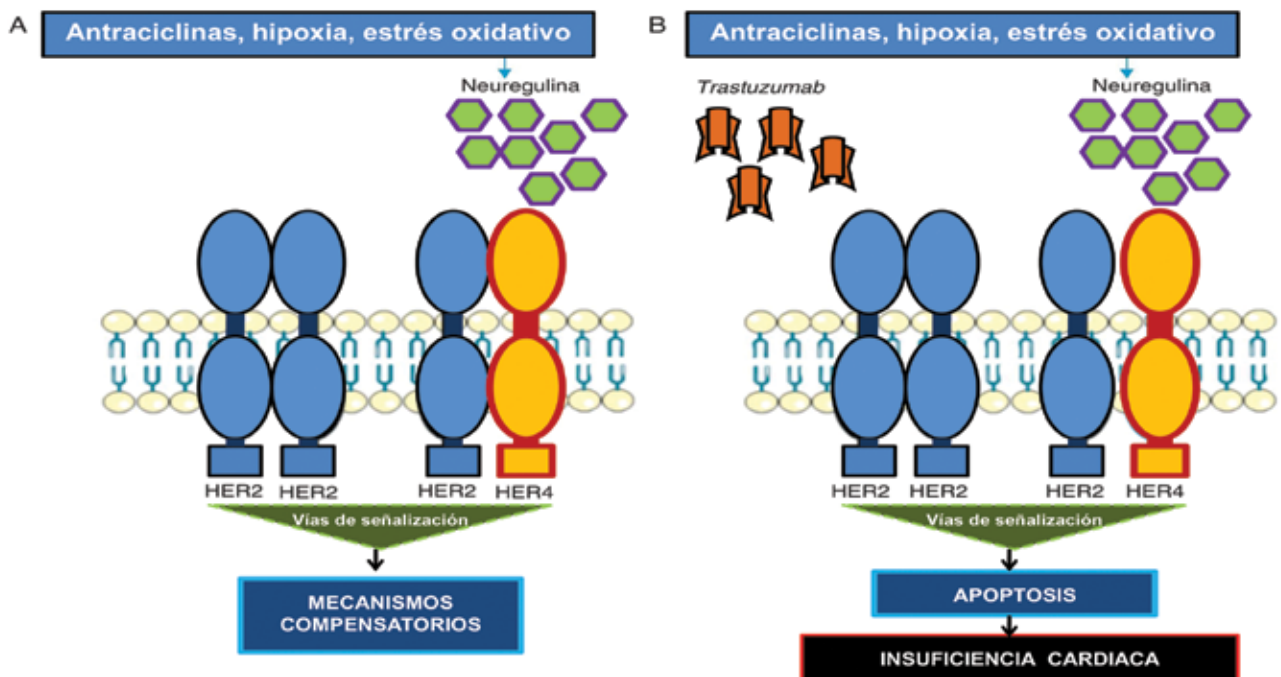 A
Antraciclinas, hipoxia, estrés oxidativo
Neuregulina
HER2 HER2 HER2 HER4
Vías de señalización
MECANISMOS
COMPENSATORIOS
B
Antraciclinas, hipoxia, estrés oxidativo
Trastuzumab
Neuregulina
HER2 HER2 HER2 HER4
Vías de señalización
APOPTOSIS
INSUFICIENCIA CARDIACA